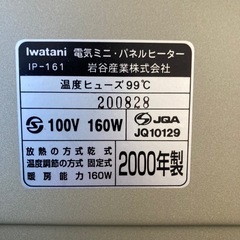 Iwatani 電気ミニ・パネルヒーター
IP-161 岩谷産業株式会社
温度ヒューズ99℃
200828
S 100V 160W JQA
JQ10129
放熱の方式 乾式
温度調節の方式 固定式
暖房能力 160W
2000年製